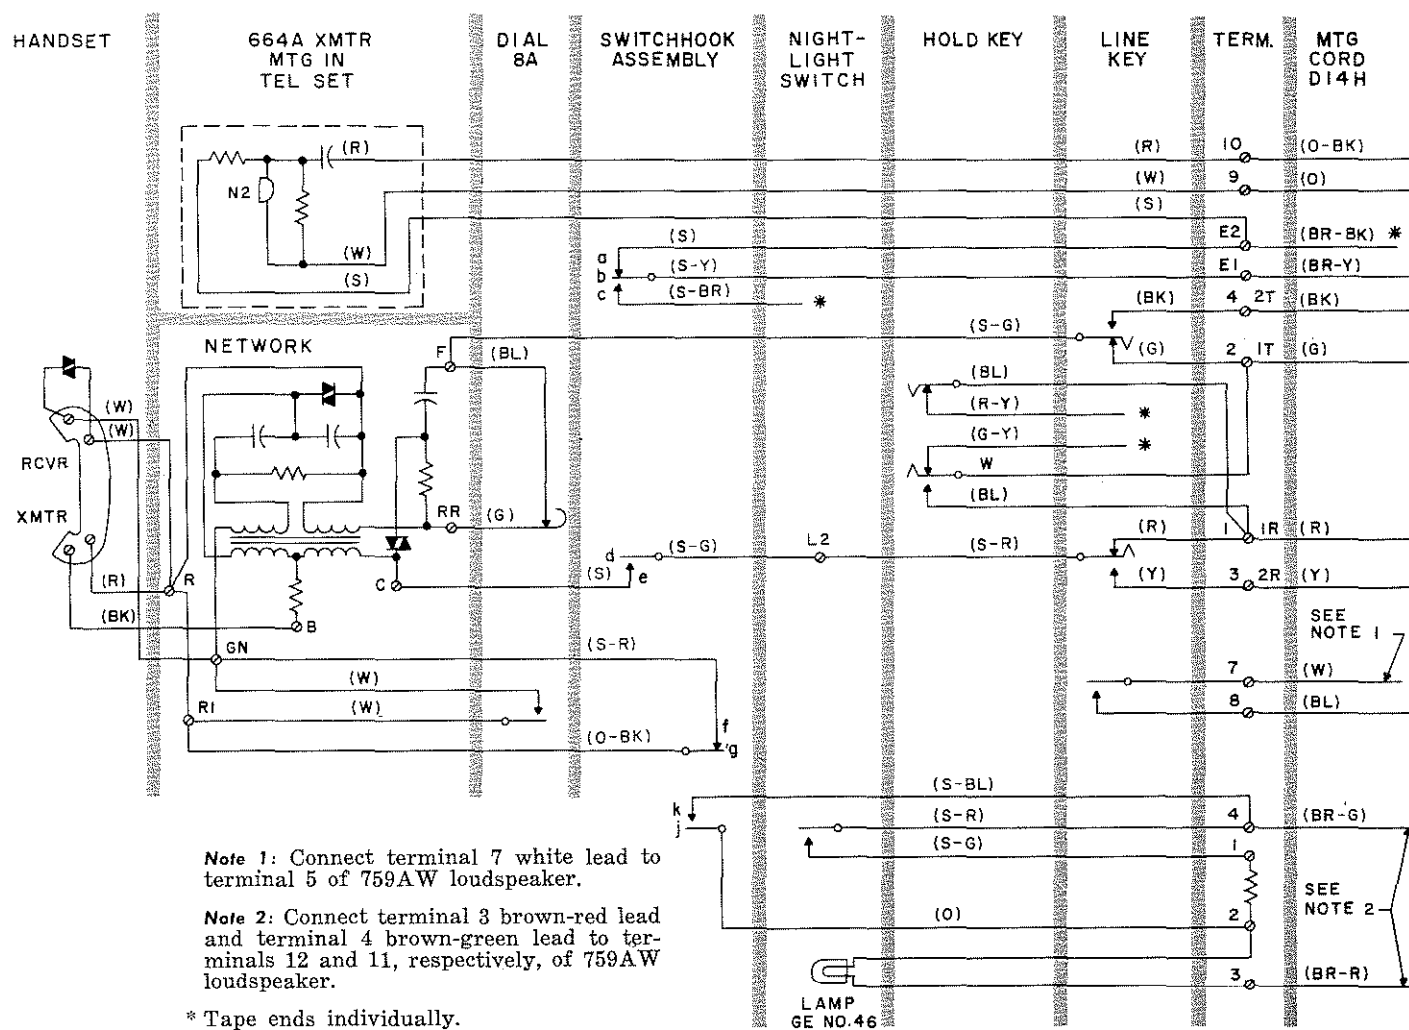 HANDSET
664A XMTR
MTG IN
TEL SET
DIAL
8A
SWITCHHOOK
ASSEMBLY
NIGHT-
LIGHT
SWITCH
HOLD KEY
LINE
KEY
TERM.
MTG
CORD
D14H
(R) (R) 10 (O-BK)
N2 (W) 9 (O)
(S)
(W) (S) E2 (BR-BK) *
a
b (S-Y) E1 (BR-Y)
(S)
c (S-BR) * (BK) 4 2T (BK)
(S-G)
NETWORK F (BL) (G) 2 1T (G)
(BL)
(W) (R-Y) *
(W) (G-Y) *
RCVR W
(BL)
XMTR RR (G) (R) 1 1R (R)
d (S-G) L2 (S-R)
(R) R C (S) e (Y) 3 2R (Y)
(BK) B
SEE
NOTE 1
GN (S-R)
(W) 7 (W)
R1 (W) f 8 (BL)
(O-BK) g
(S-BL)
k
j (S-R) 4 (BR-G)
(S-G) 1
SEE
NOTE 2
(O) 2
3 (BR-R)
LAMP
GE NO.46
Note 1: Connect terminal 7 white lead to
terminal 5 of 759AW loudspeaker.
Note 2: Connect terminal 3 brown-red lead
and terminal 4 brown-green lead to ter-
minals 12 and 11, respectively, of 759AW
loudspeaker.
* Tape ends individually.